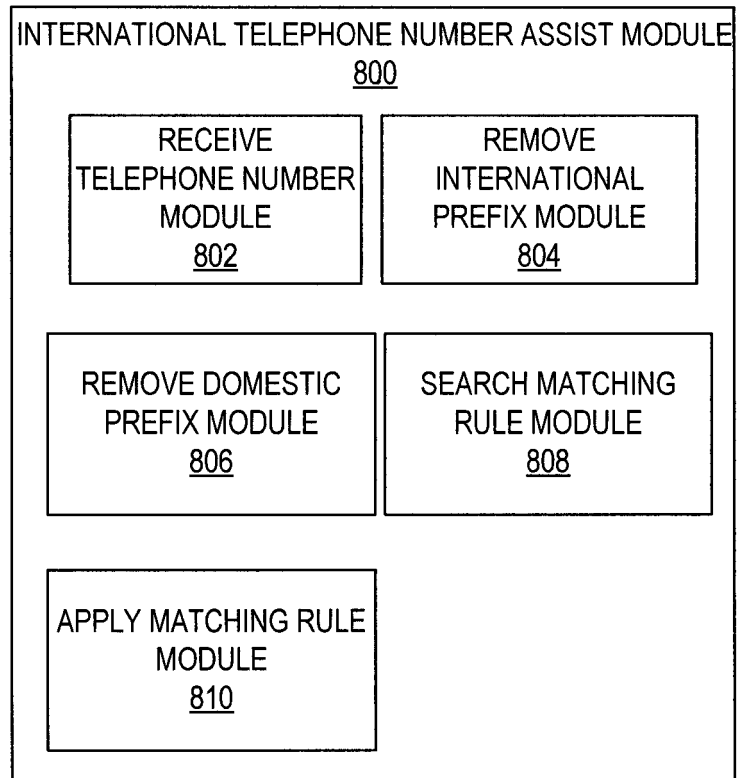 INTERNATIONAL TELEPHONE NUMBER ASSIST MODULE
800
RECEIVE
TELEPHONE NUMBER
MODULE
802
REMOVE
INTERNATIONAL
PREFIX MODULE
804
REMOVE DOMESTIC
PREFIX MODULE
806
SEARCH MATCHING
RULE MODULE
808
APPLY MATCHING RULE
MODULE
810